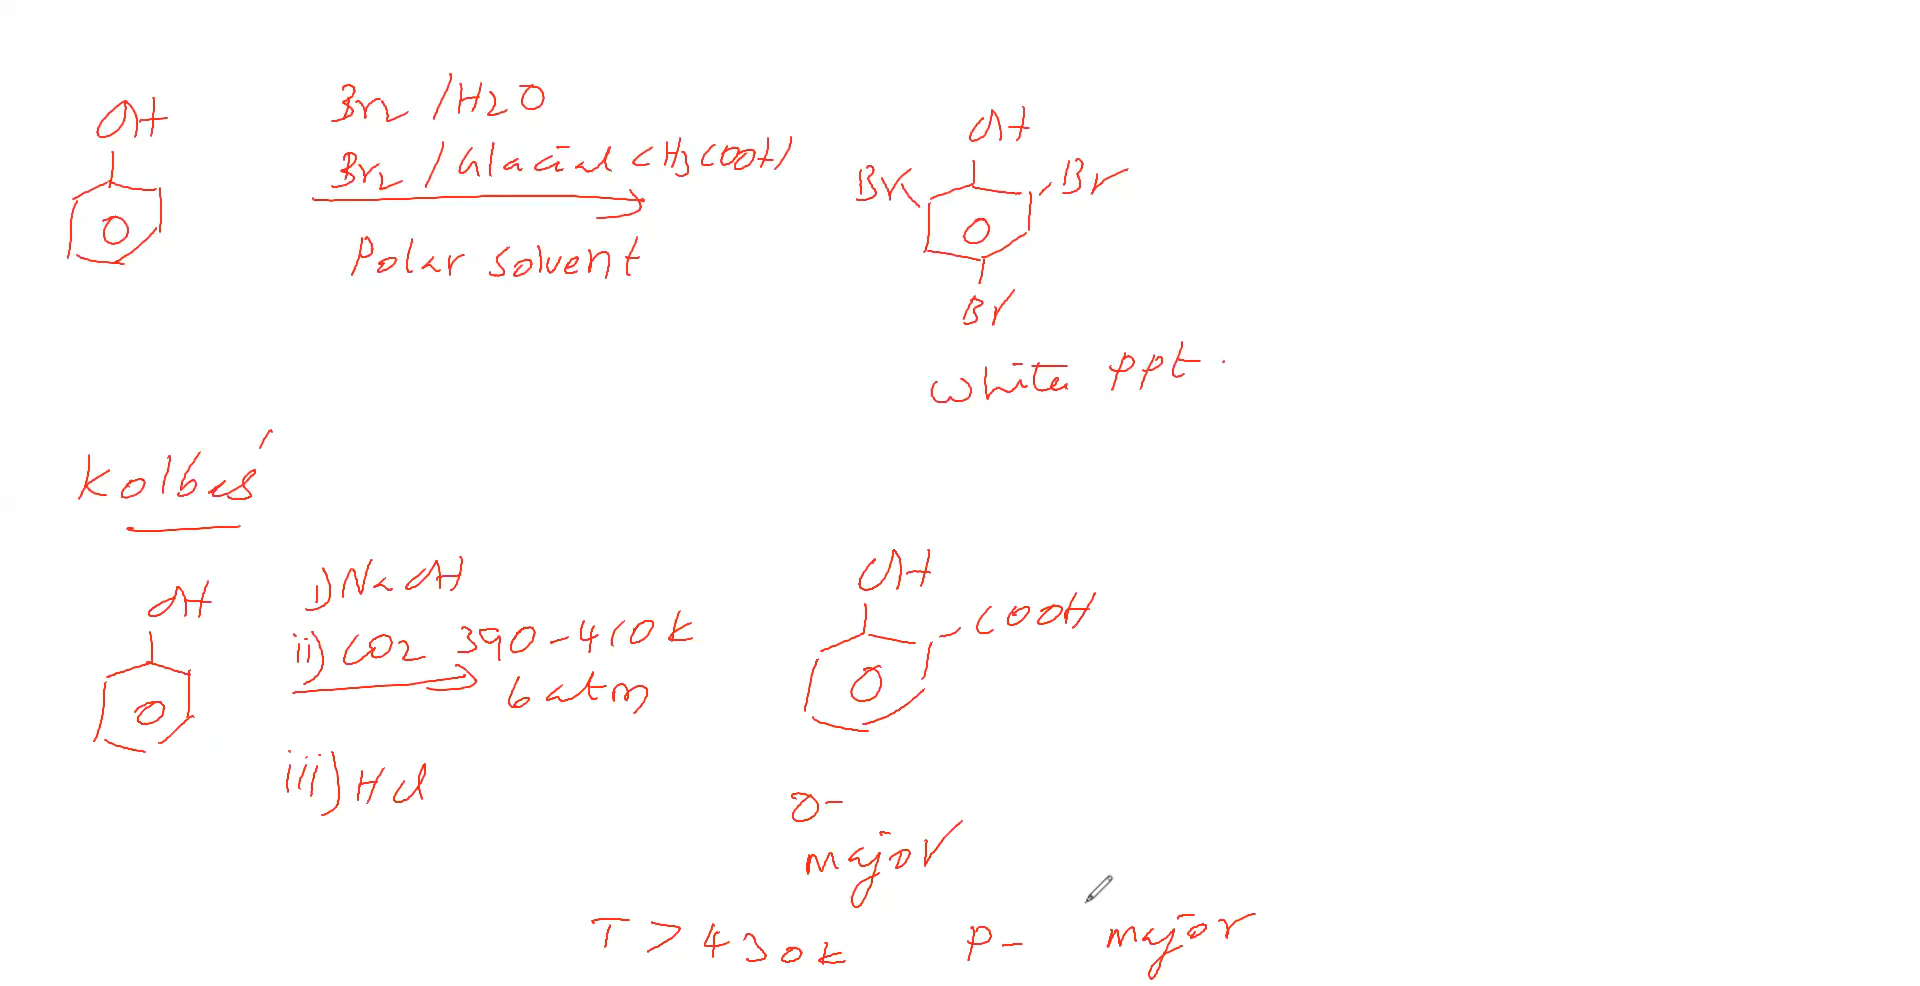 OH
Br2 /H2O
Br2 /Glacial CH3COOH
Polar solvent
OH
Br
Br
Br
White ppt.
Kolbes'
OH
i) NaOH
ii) CO2 390-410K
6 atm
iii) HCl
OH
COOH
O-
major
T > 430K P- major